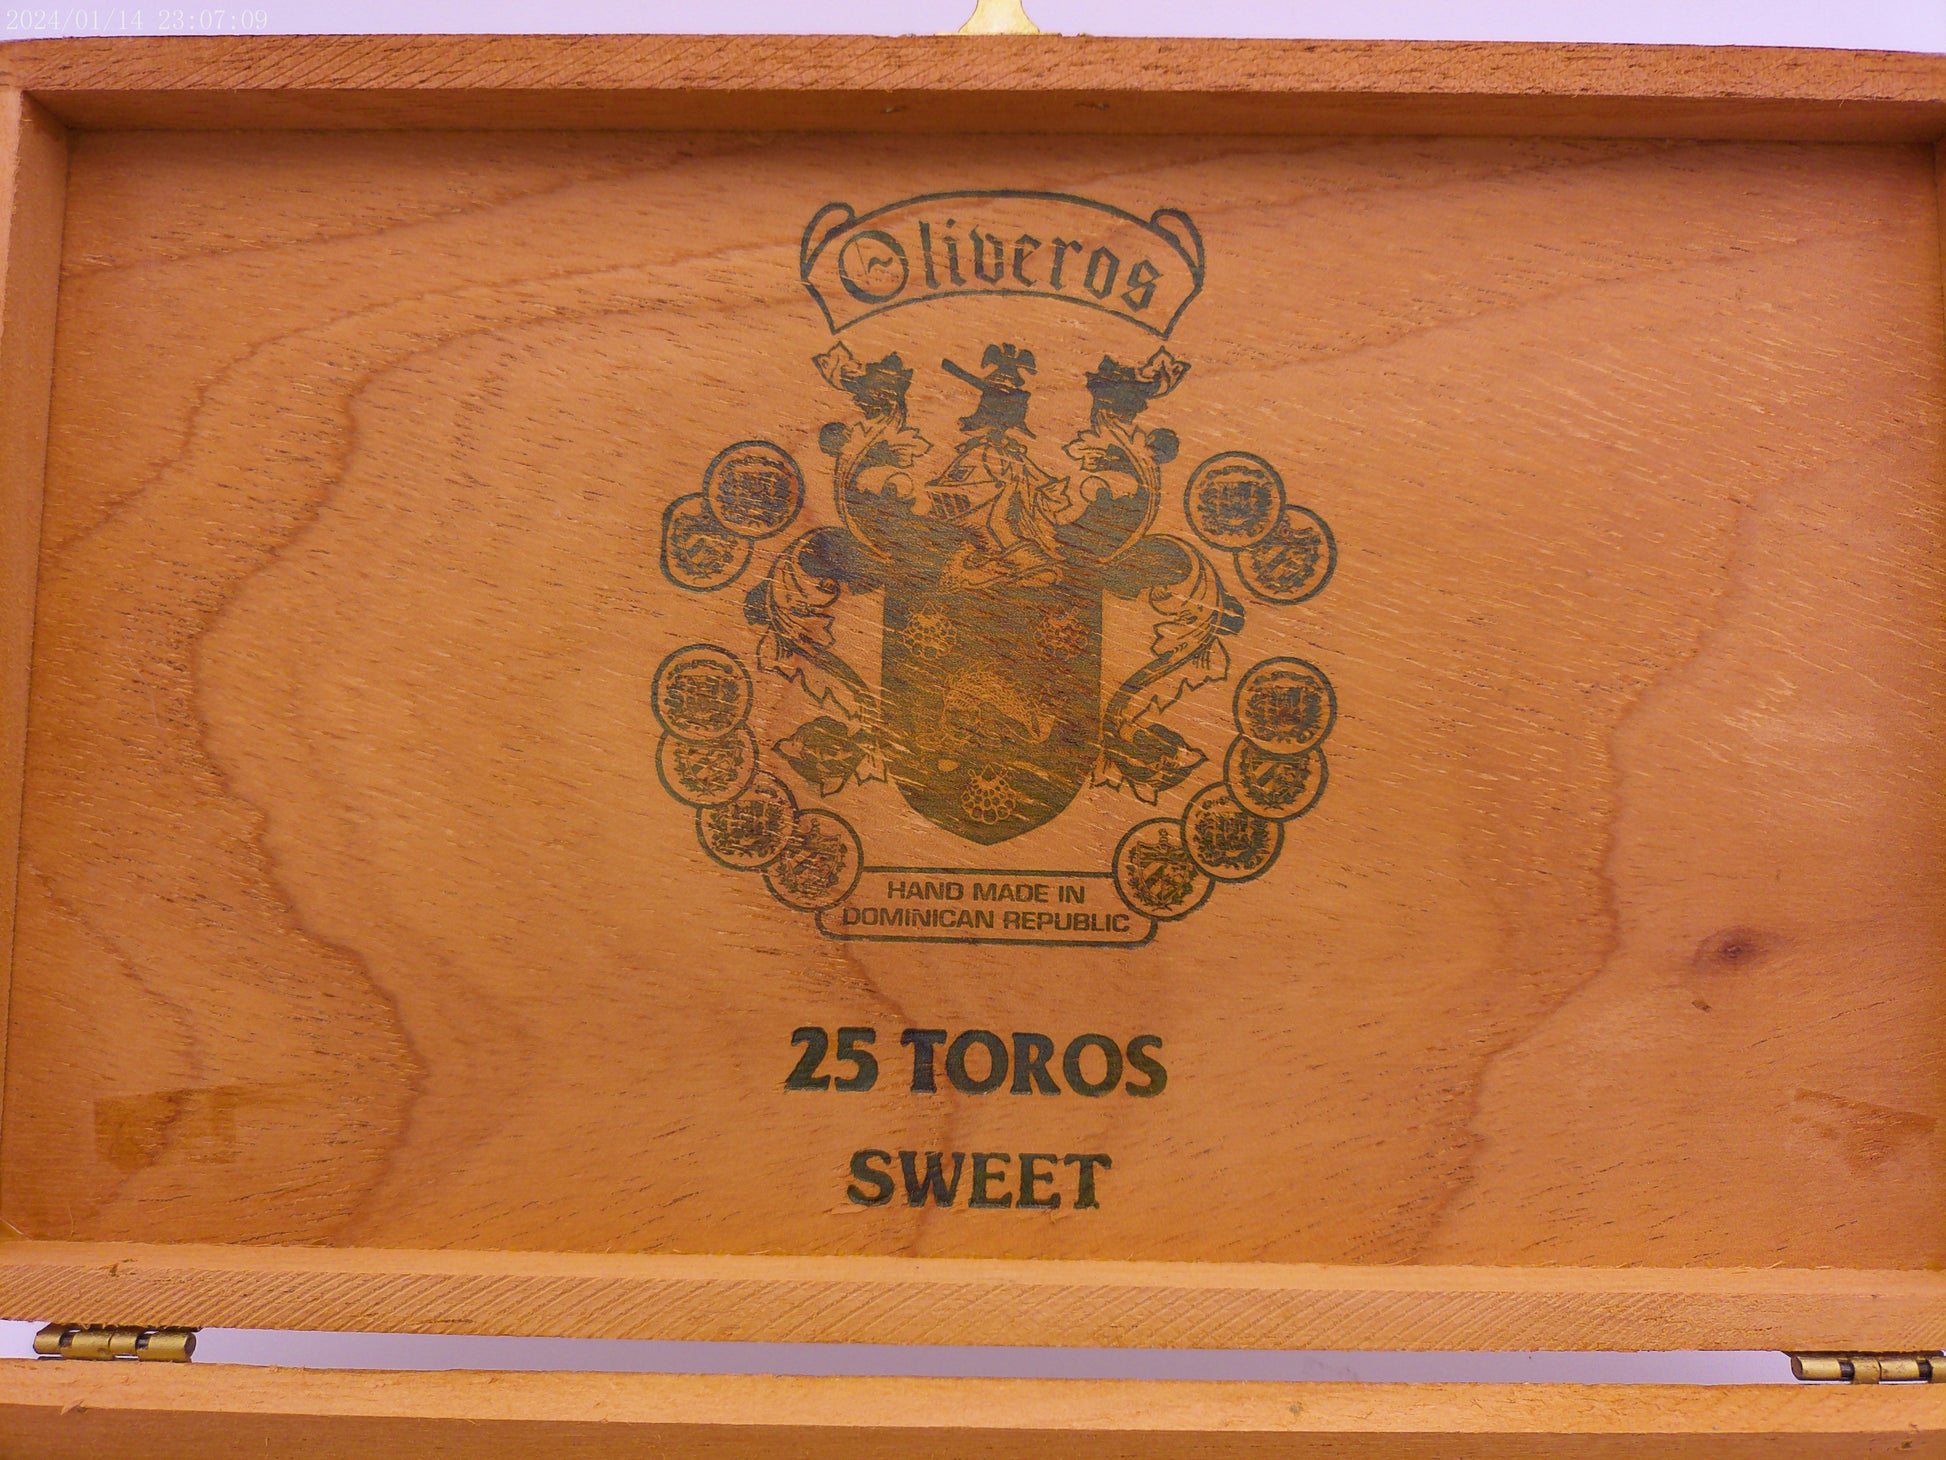 2024/01/14 23:07:09
Oliveros
HAND MADE IN
DOMINICAN REPUBLIC
25 TOROS
SWEET